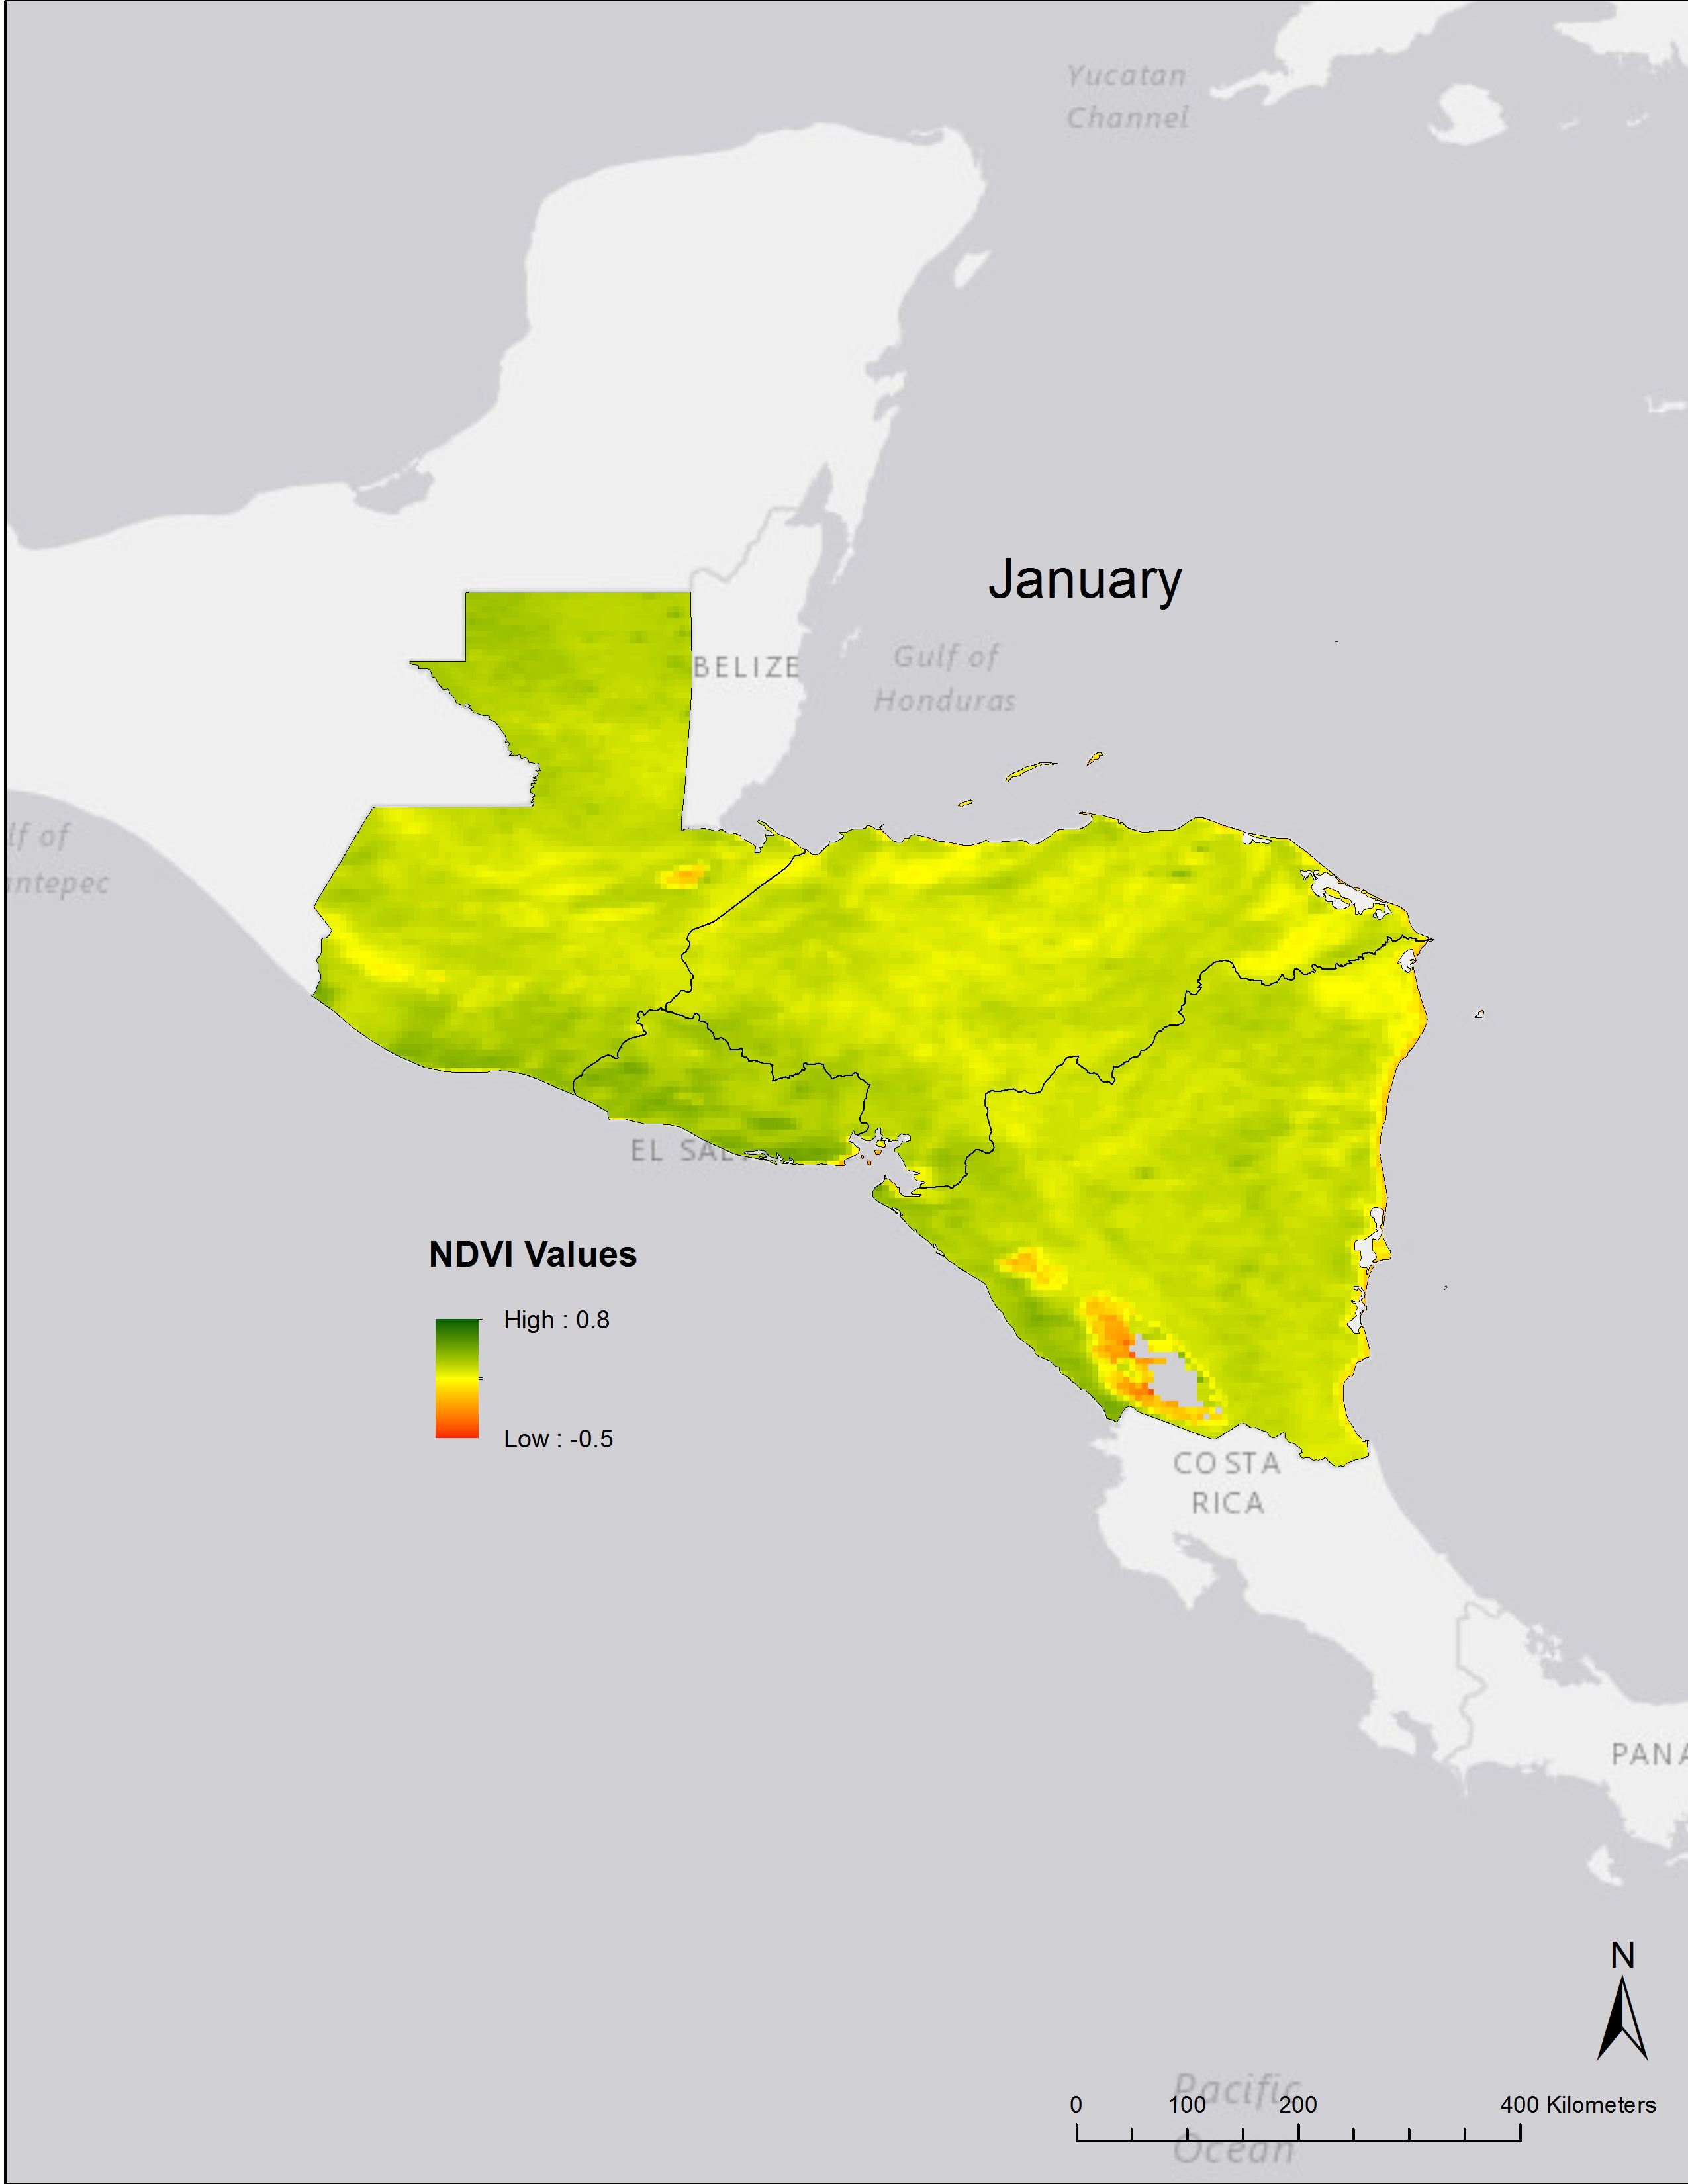 Yucatan
Channel
January
BELIZE
Gulf of
Honduras
lf of
antepec
EL SAL
NDVI Values
High : 0.8
Low : -0.5
COSTA
RICA
PANA
N
Pacific
Ocean
0 100 200 400 Kilometers